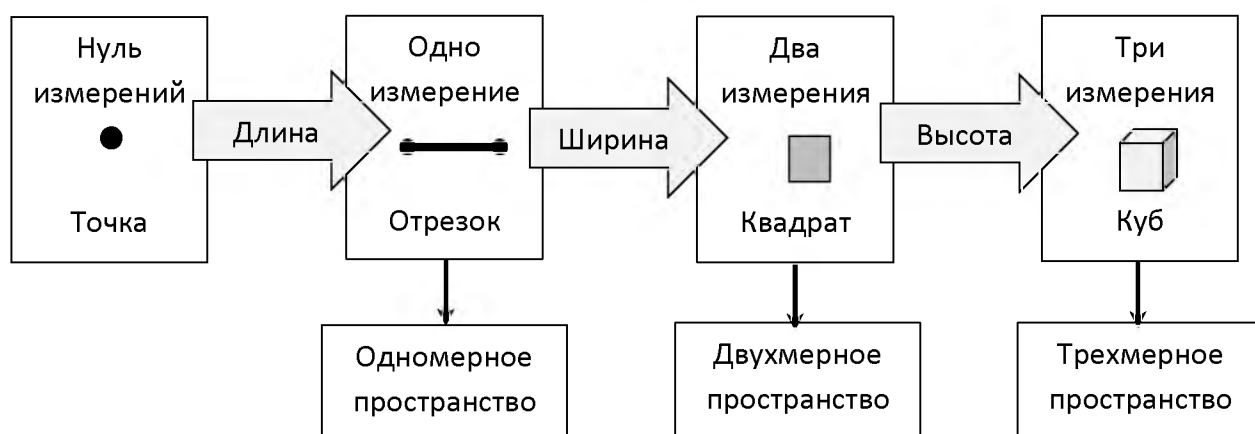 Нуль
измерений
Точка
Длина
Одно
измерение
Отрезок
Ширина
Два
измерения
Квадрат
Высота
Три
измерения
Куб
Одномерное
пространство
Двухмерное
пространство
Трехмерное
пространство